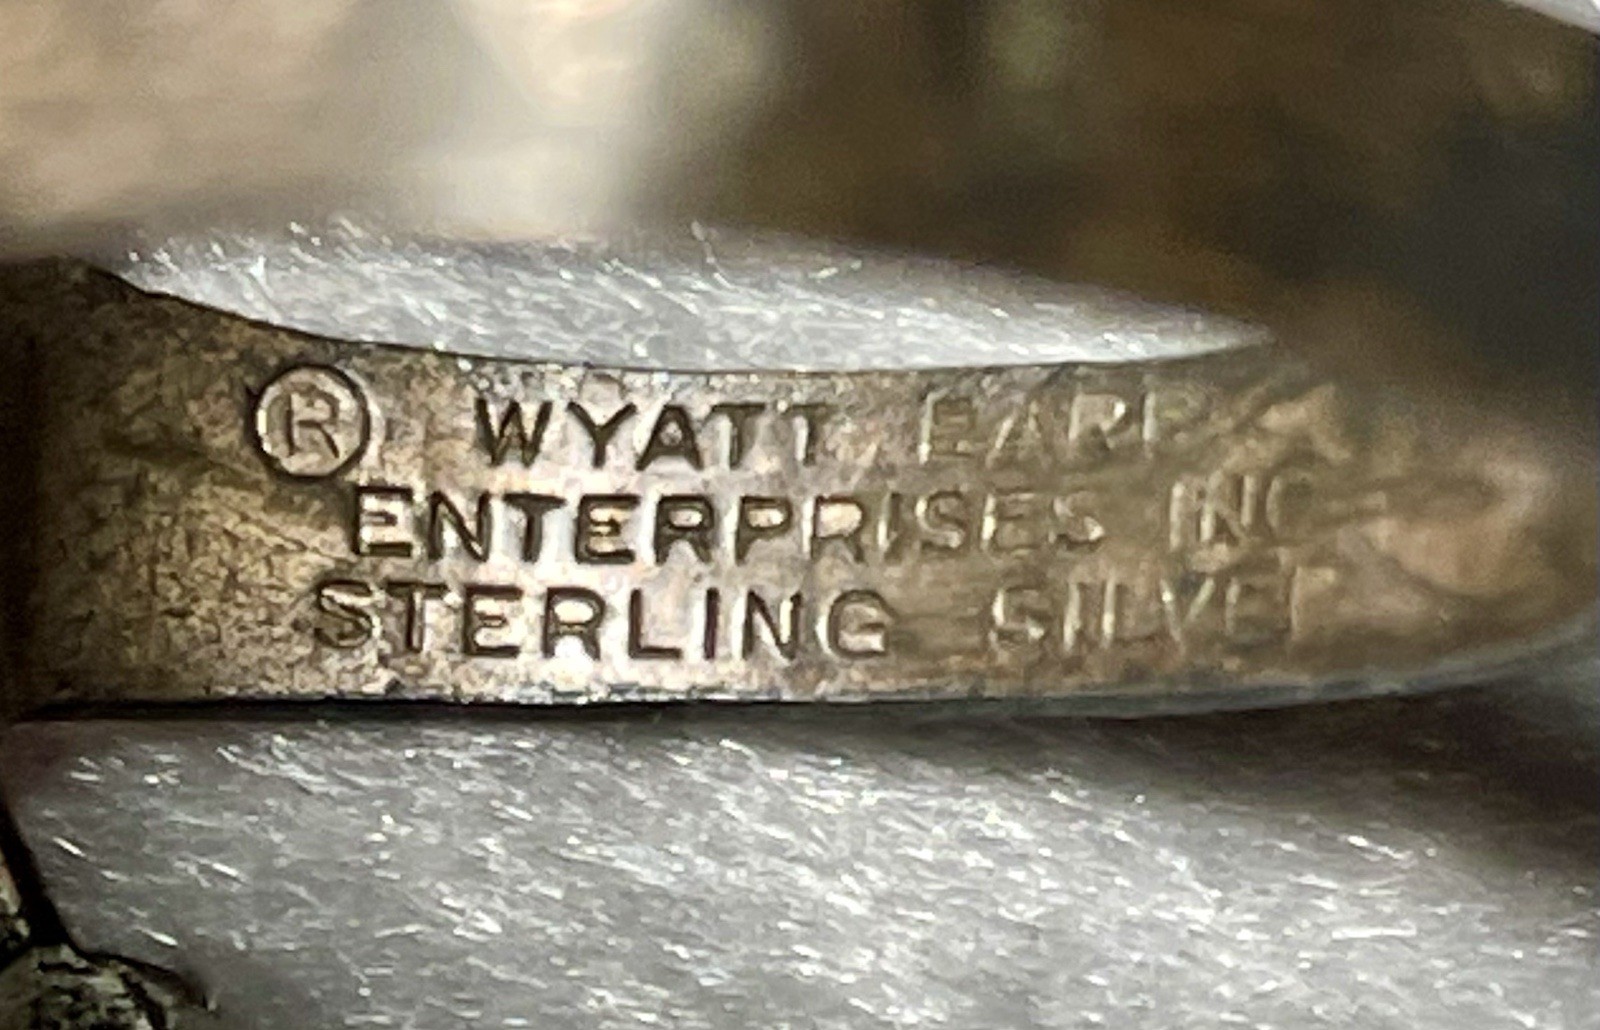 ® WYATT EARP
ENTERPRISES INC
STERLING SILVER